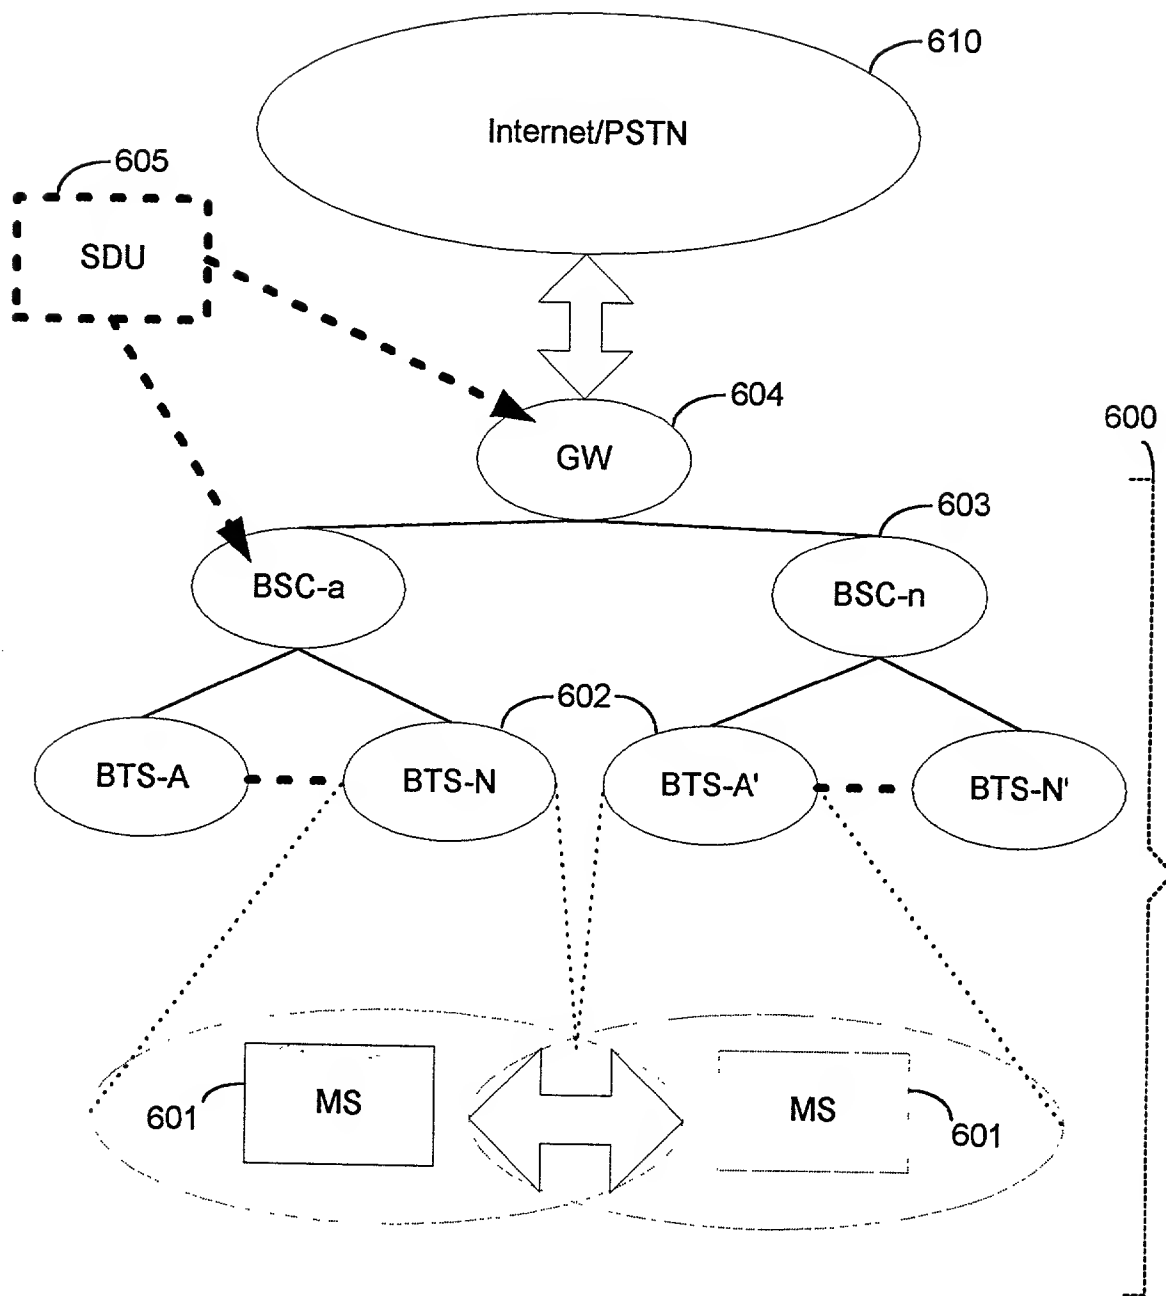 610
Internet/PSTN
605
SDU
604
600
GW
603
BSC-a
BSC-n
602
BTS-A
BTS-N
BTS-A'
BTS-N'
MS
MS
601
601